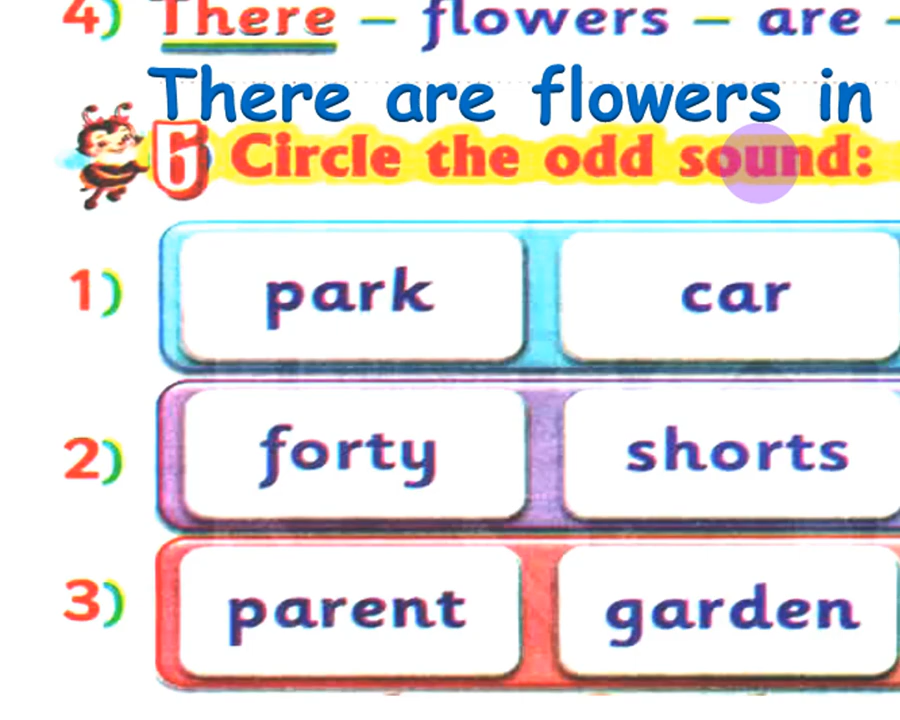 4) There – flowers – are –
There are flowers in
6 Circle the odd sound:
1) park car
2) forty shorts
3) parent garden